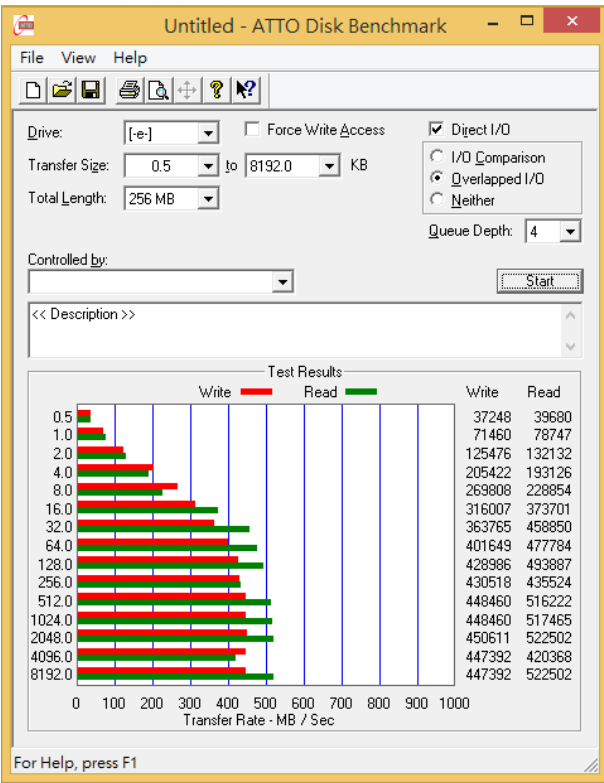 Untitled - ATTO Disk Benchmark
File View Help
Drive: [-e-] Force Write Access Direct I/O
Transfer Size: 0.5 to 8192.0 KB
I/O Comparison
Overlapped I/O
Total Length: 256 MB
Neither
Queue Depth: 4
Controlled by:
Start
<< Description >>
Test Results
Write Read Write Read
0.5 37248 39680
1.0 71460 78747
2.0 125476 132132
4.0 205422 193126
8.0 269808 228854
16.0 316007 373701
32.0 363765 458850
64.0 401649 477784
128.0 428986 493887
256.0 430518 435524
512.0 448460 516222
1024.0 448460 517465
2048.0 450611 522502
4096.0 447392 420368
8192.0 447392 522502
0 100 200 300 400 500 600 700 800 900 1000
Transfer Rate - MB / Sec
For Help, press F1